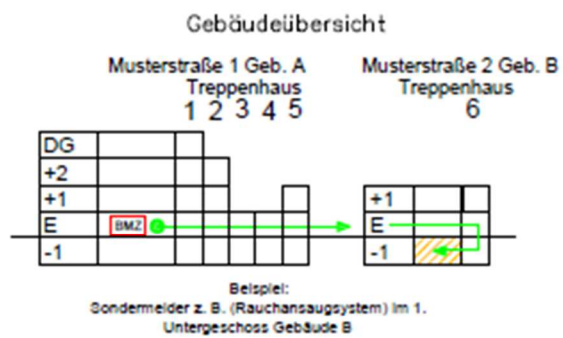 Gebäudeübersicht
Musterstraße 1 Geb. A
Treppenhaus
1 2 3 4 5
Musterstraße 2 Geb. B
Treppenhaus
6
DG
+2
+1
E BMZ
-1
+1
E
-1
Beispiel:
Sondermelder z. B. (Rauchansaugsystem) im 1.
Untergeschoss Gebäude B